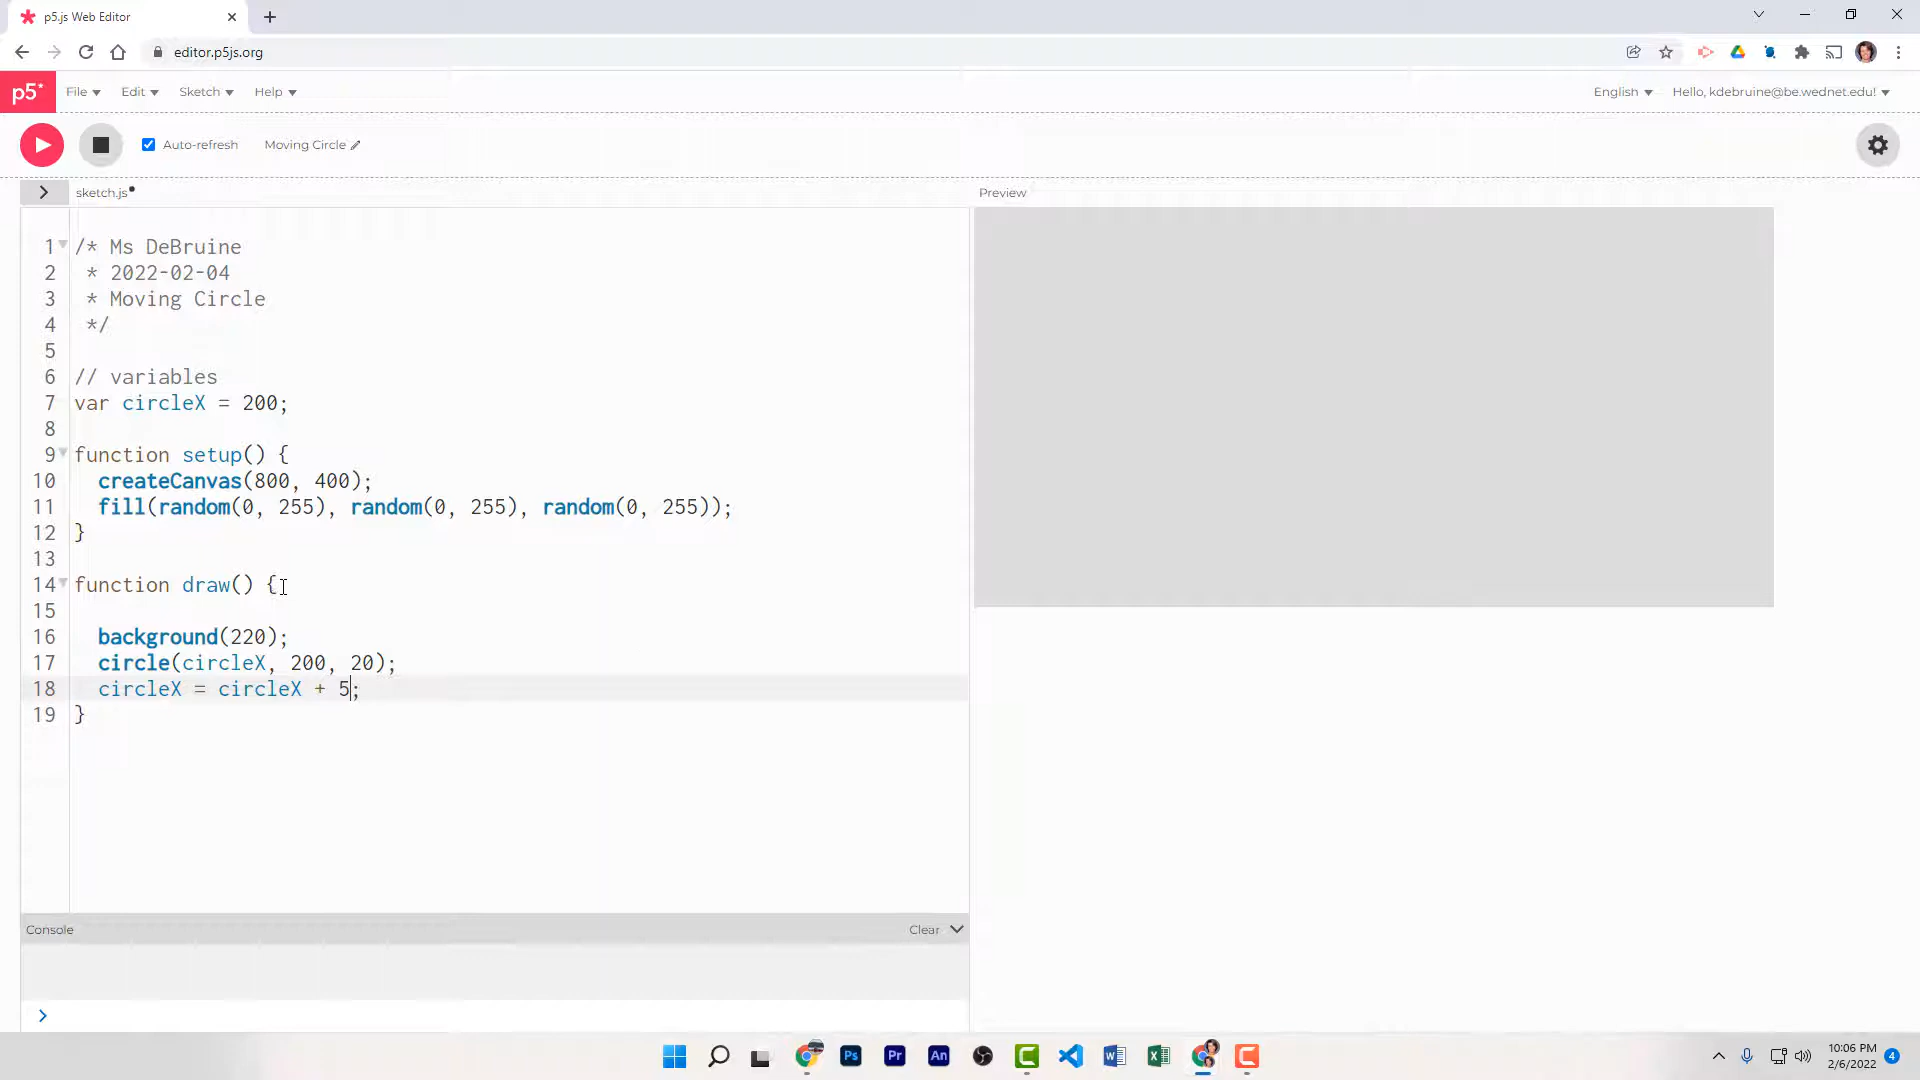 p5.js Web Editor
editor.p5js.org
p5* File Edit Sketch Help English Hello, kdebruine@be.wednet.edu!
Auto-refresh Moving Circle
sketch.js Preview
1 /* Ms DeBruine
2 * 2022-02-04
3 * Moving Circle
4 */
5
6 // variables
7 var circleX = 200;
8
9 function setup() {
10 createCanvas(800, 400);
11 fill(random(0, 255), random(0, 255), random(0, 255));
12 }
13
14 function draw() {
15
16 background(220);
17 circle(circleX, 200, 20);
18 circleX = circleX + 5;
19 }
Console Clear
>
Ps Pr An
10:06 PM
2/6/2022 4